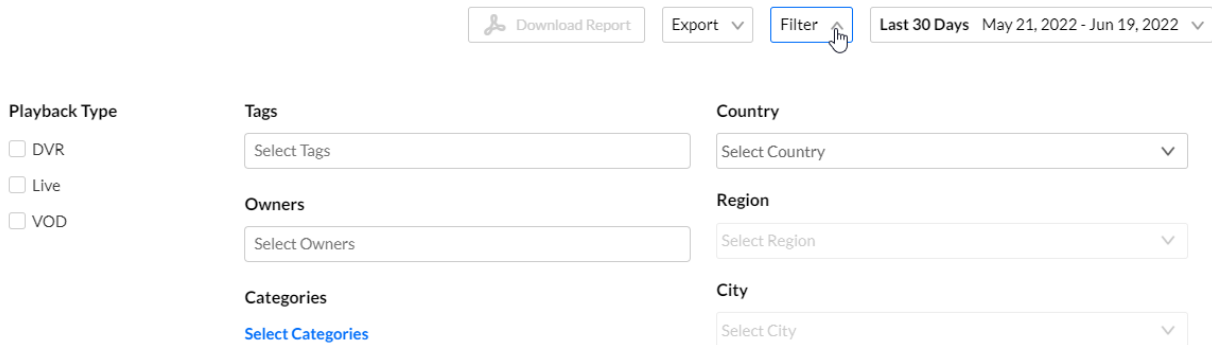 Download Report Export Filter Last 30 Days May 21, 2022 - Jun 19, 2022
Playback Type
DVR
Live
VOD
Tags
Select Tags
Owners
Select Owners
Categories
Select Categories
Country
Select Country
Region
Select Region
City
Select City